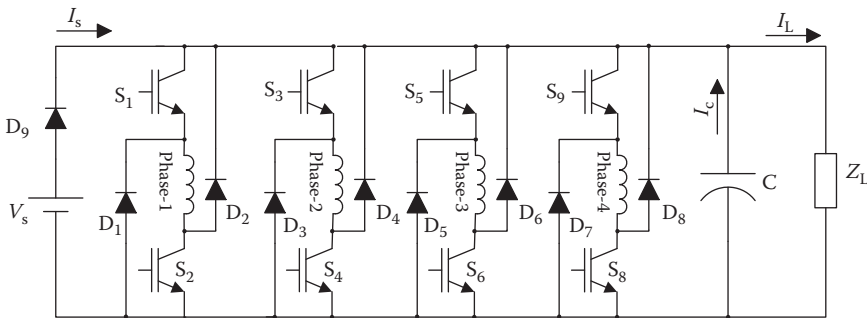 I_s
I_L
S_1
S_3
S_5
S_9
I_c
D_9
Phase-1
Phase-2
Phase-3
Phase-4
V_s
D_1
D_2
D_3
D_4
D_5
D_6
D_7
D_8
C
Z_L
S_2
S_4
S_6
S_8